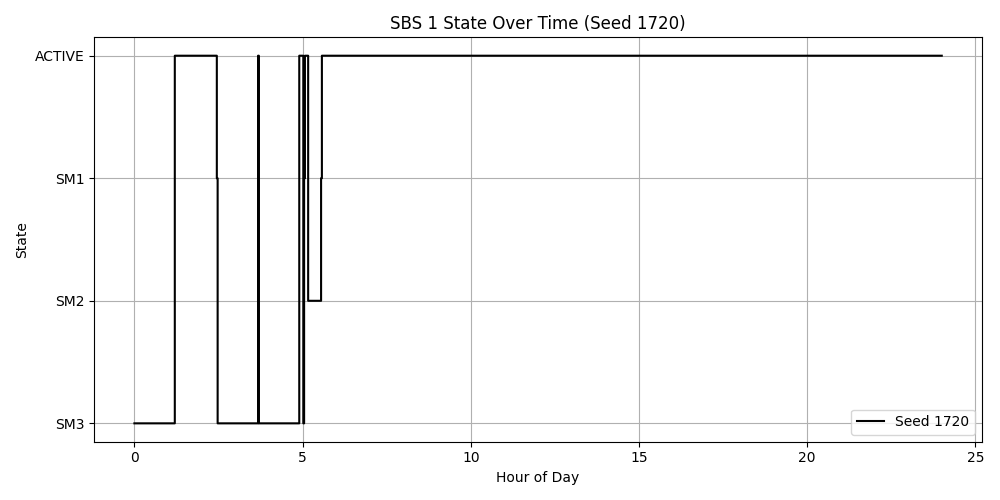 SBS 1 State Over Time (Seed 1720)
ACTIVE
SM1
SM2
SM3
State
0 5 10 15 20 25
Hour of Day
Seed 1720